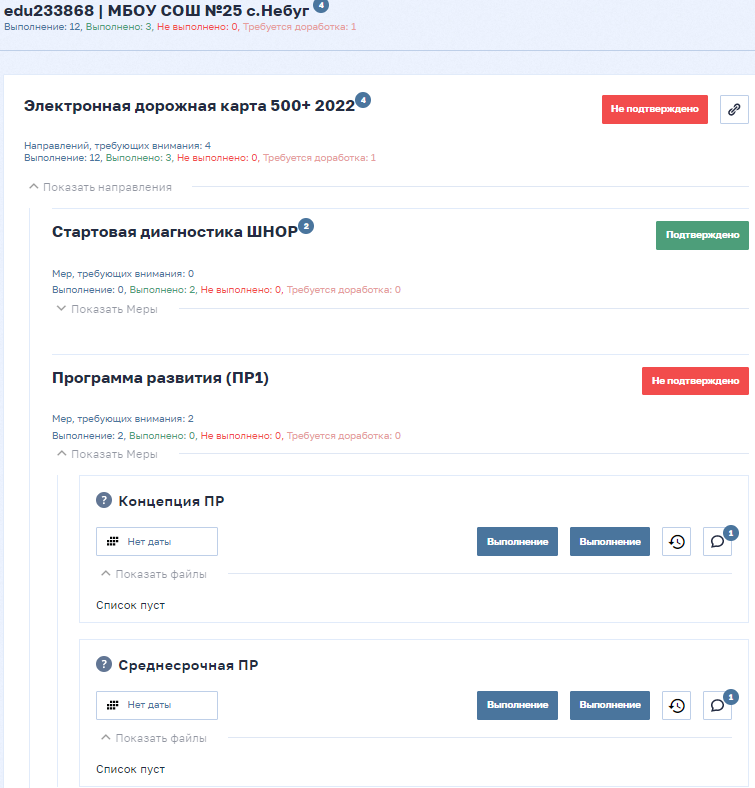 edu233868 | МБОУ СОШ №25 с.Небуг 4
Выполнение: 12, Выполнено: 3, Не выполнено: 0, Требуется доработка: 1
Электронная дорожная карта 500+ 2022 4
Не подтверждено
Направлений, требующих внимания: 4
Выполнение: 12, Выполнено: 3, Не выполнено: 0, Требуется доработка: 1
Показать направления
Стартовая диагностика ШНОР 2
Подтверждено
Мер, требующих внимания: 0
Выполнение: 0, Выполнено: 2, Не выполнено: 0, Требуется доработка: 0
Показать Меры
Программа развития (ПР1)
Не подтверждено
Мер, требующих внимания: 2
Выполнение: 2, Выполнено: 0, Не выполнено: 0, Требуется доработка: 0
Показать Меры
? Концепция ПР
Нет даты Выполнение Выполнение 1
Показать файлы
Список пуст
? Среднесрочная ПР
Нет даты Выполнение Выполнение 1
Показать файлы
Список пуст